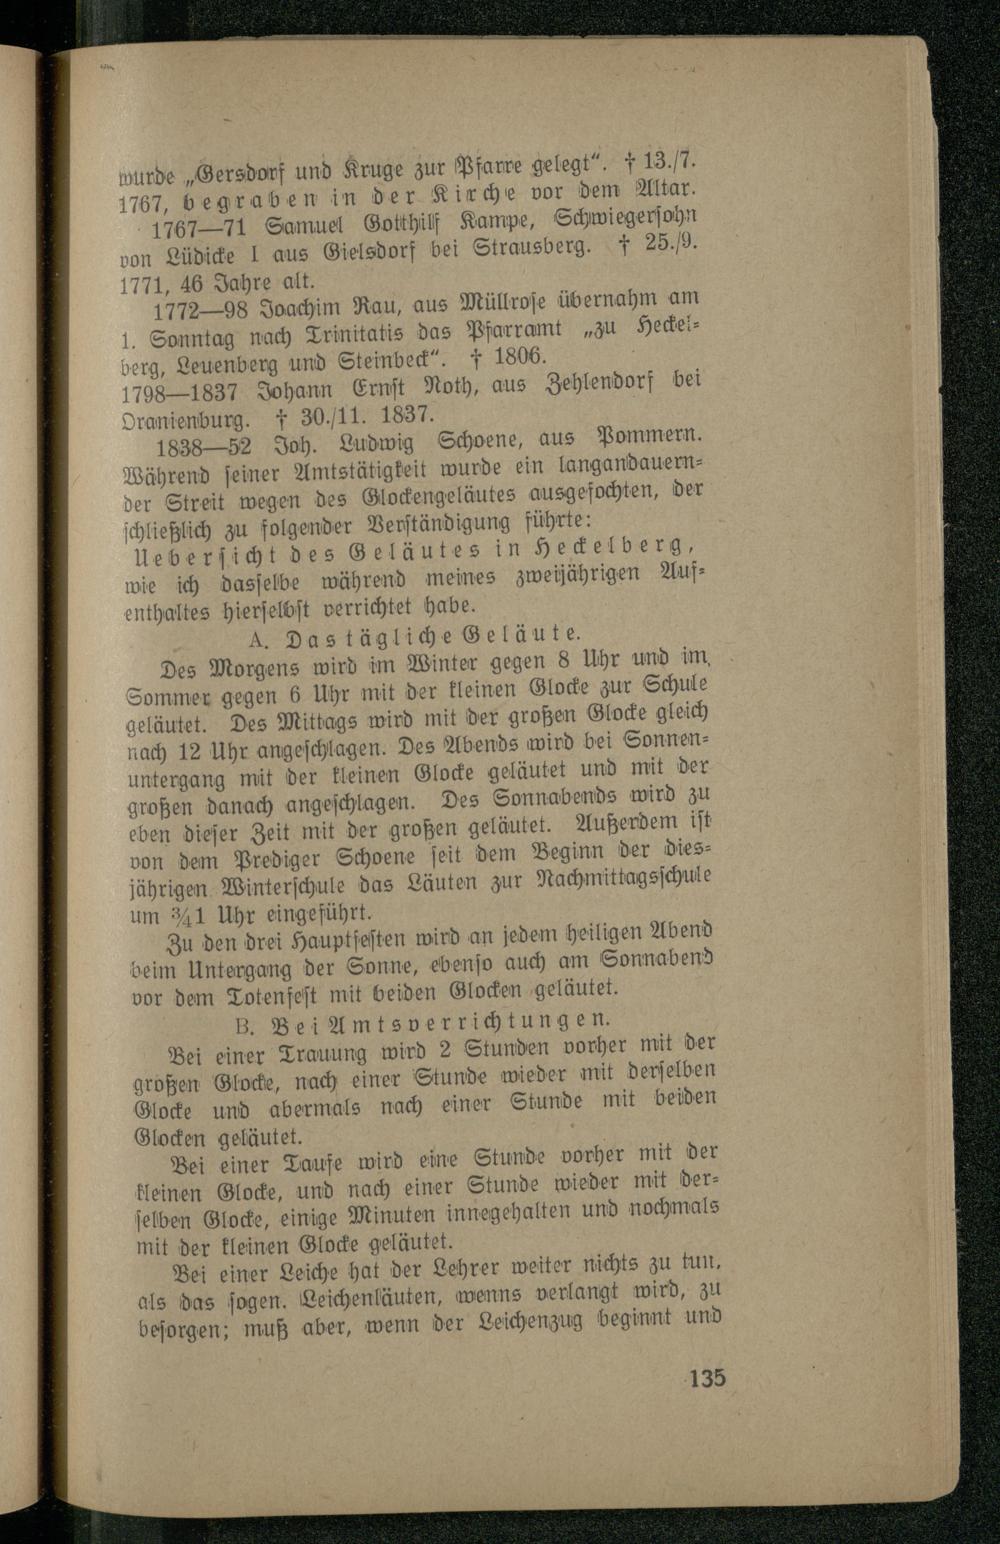 wurde „Gersdorf und Kruge zur Pfarre gelegt“. † 13./7.
1767, begraben in der Kirche vor dem Altar.
1767—71 Samuel Gotthilf Kampe, Schwiegersohn
von Lüdicke I aus Gielsdorf bei Strausberg. † 25./9.
1771, 46 Jahre alt.
1772—98 Joachim Rau, aus Müllrose übernahm am
1. Sonntag nach Trinitatis das Pfarramt „zu Heckel-
berg, Leuenberg und Steinbeck“. † 1806.
1798—1837 Johann Ernst Noth, aus Zehlendorf bei
Oranienburg. † 30./11. 1837.
1838—52 Joh. Ludwig Schoene, aus Pommern.
Während seiner Amtstätigkeit wurde ein langandauern-
der Streit wegen des Glockengeläutes ausgefochten, der
schließlich zu folgender Verständigung führte:
Uebersicht des Geläutes in Heckelberg,
wie ich dasselbe während meines zweijährigen Auf-
enthaltes hierselbst verrichtet habe.
A. Das tägliche Geläute.
Des Morgens wird im Winter gegen 8 Uhr und im
Sommer gegen 6 Uhr mit der kleinen Glocke zur Schule
geläutet. Des Mittags wird mit der großen Glocke gleich
nach 12 Uhr angeschlagen. Des Abends wird bei Sonnen-
untergang mit der kleinen Glocke geläutet und mit der
großen danach angeschlagen. Des Sonnabends wird zu
eben dieser Zeit mit der großen geläutet. Außerdem ist
von dem Prediger Schoene seit dem Beginn der dies-
jährigen Winterschule das Läuten zur Nachmittagsschule
um ¾1 Uhr eingeführt.
Zu den drei Hauptfesten wird an jedem heiligen Abend
beim Untergang der Sonne, ebenso auch am Sonnabend
vor dem Totenfest mit beiden Glocken geläutet.
B. Bei Amtsverrichtungen.
Bei einer Trauung wird 2 Stunden vorher mit der
großen Glocke, nach einer Stunde wieder mit derselben
Glocke und abermals nach einer Stunde mit beiden
Glocken geläutet.
Bei einer Taufe wird eine Stunde vorher mit der
kleinen Glocke, und nach einer Stunde wieder mit der-
selben Glocke, einige Minuten innegehalten und nochmals
mit der kleinen Glocke geläutet.
Bei einer Leiche hat der Lehrer weiter nichts zu tun,
als das sogen. Leichenläuten, wenns verlangt wird, zu
besorgen; muß aber, wenn der Leichenzug beginnt und
135